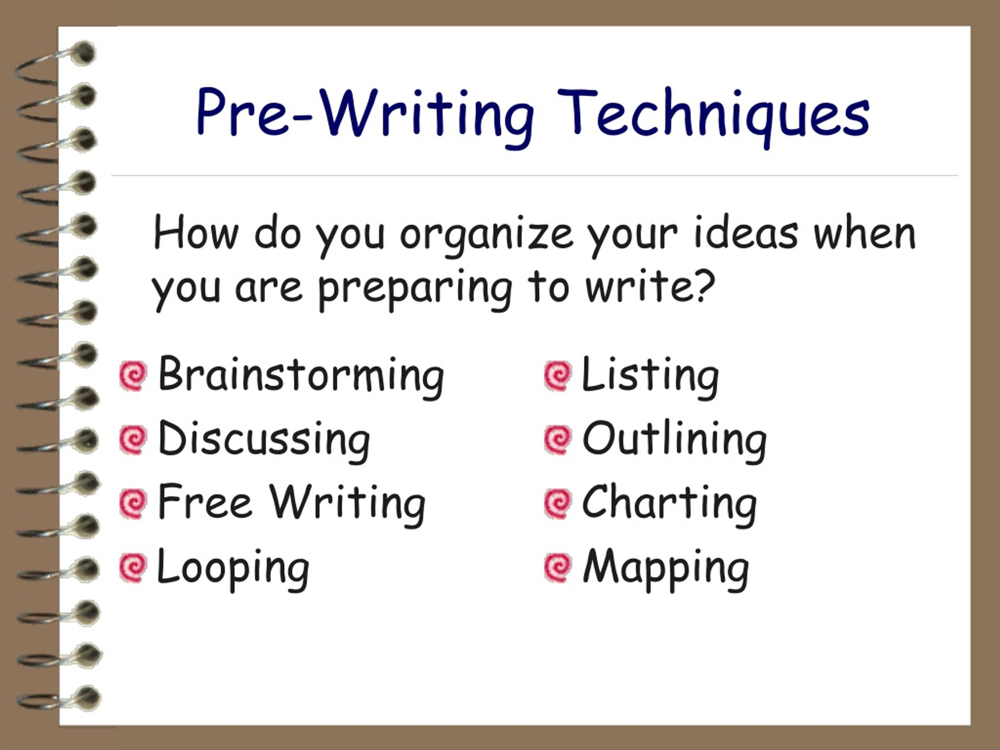 Pre-Writing Techniques
How do you organize your ideas when
you are preparing to write?
Brainstorming
Discussing
Free Writing
Looping
Listing
Outlining
Charting
Mapping